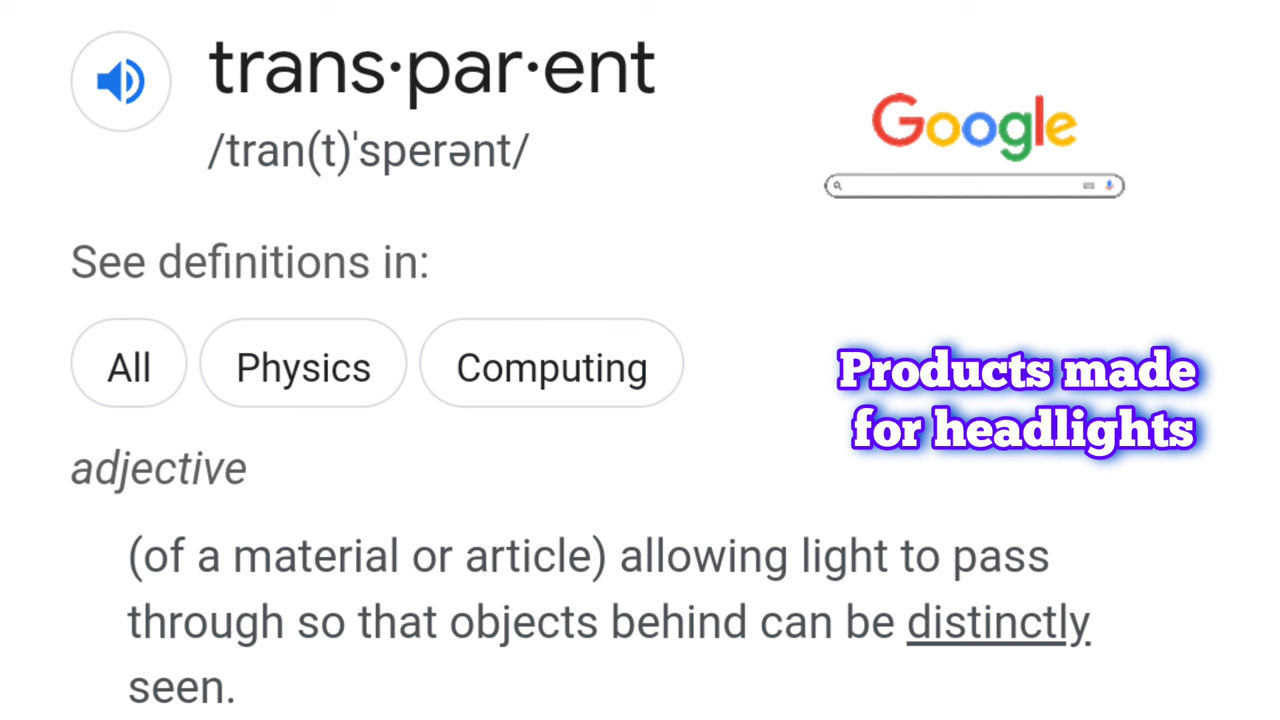 trans·par·ent
/tran(t)ˈsperənt/
Google
See definitions in:
All Physics Computing
Products made
for headlights
adjective
(of a material or article) allowing light to pass
through so that objects behind can be distinctly
seen.